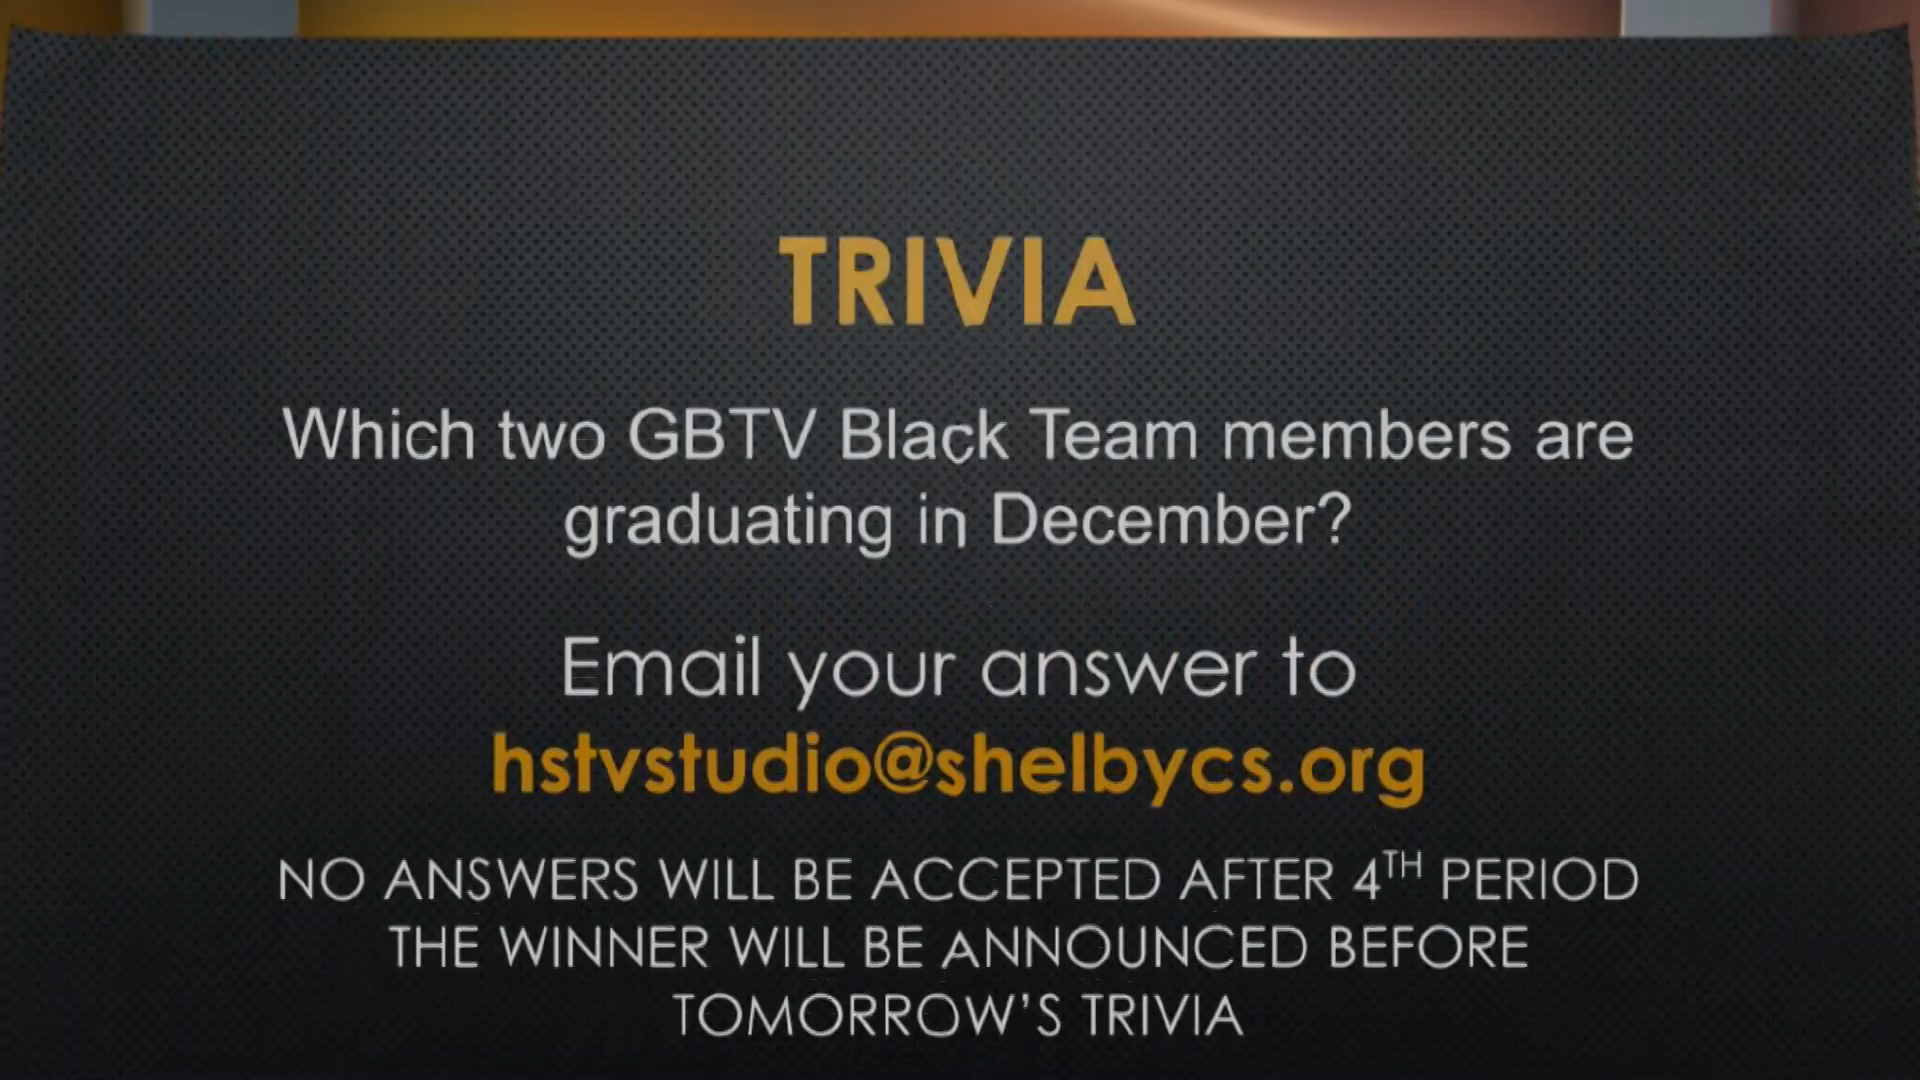 TRIVIA
Which two GBTV Black Team members are
graduating in December?
Email your answer to
hstvstudio@shelbycs.org
NO ANSWERS WILL BE ACCEPTED AFTER 4TH PERIOD
THE WINNER WILL BE ANNOUNCED BEFORE
TOMORROW'S TRIVIA